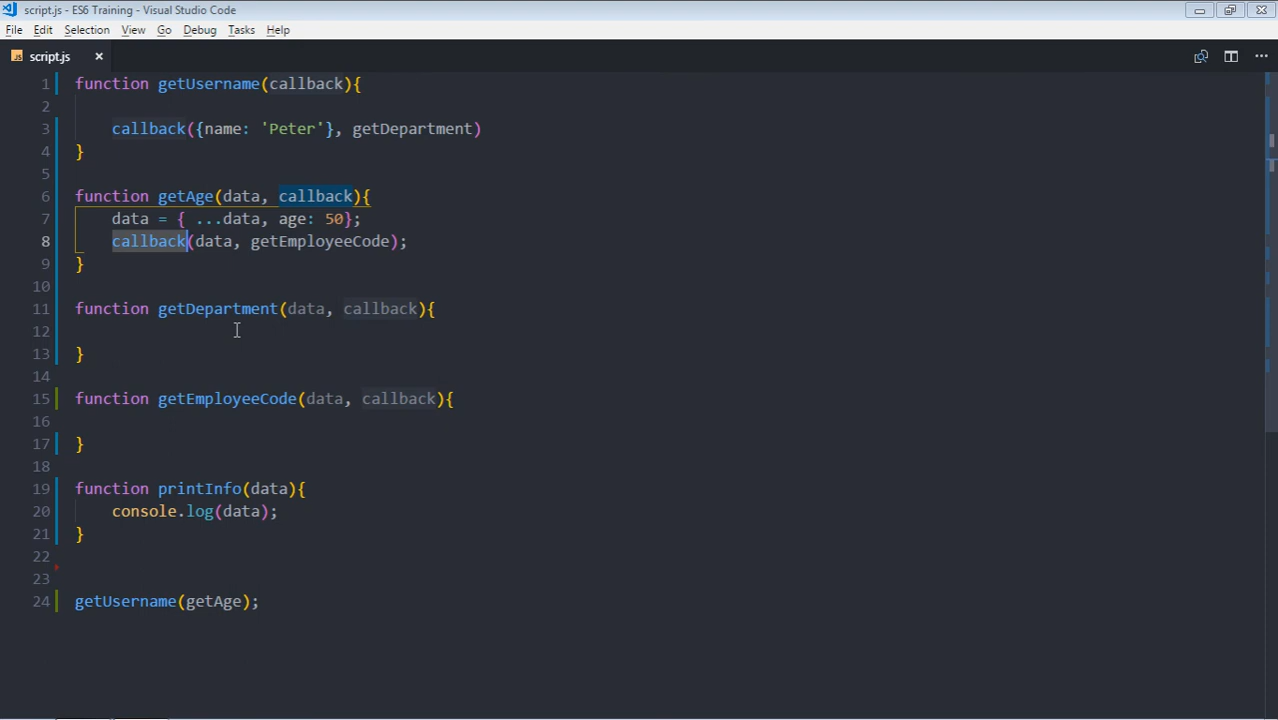 script.js - ES6 Training - Visual Studio Code
File Edit Selection View Go Debug Tasks Help
JS script.js ×
1 function getUsername(callback){
2
3 callback({name: 'Peter'}, getDepartment)
4 }
5
6 function getAge(data, callback){
7 data = { ...data, age: 50};
8 callback(data, getEmployeeCode);
9 }
10
11 function getDepartment(data, callback){
12
13 }
14
15 function getEmployeeCode(data, callback){
16
17 }
18
19 function printInfo(data){
20 console.log(data);
21 }
22
23
24 getUsername(getAge);